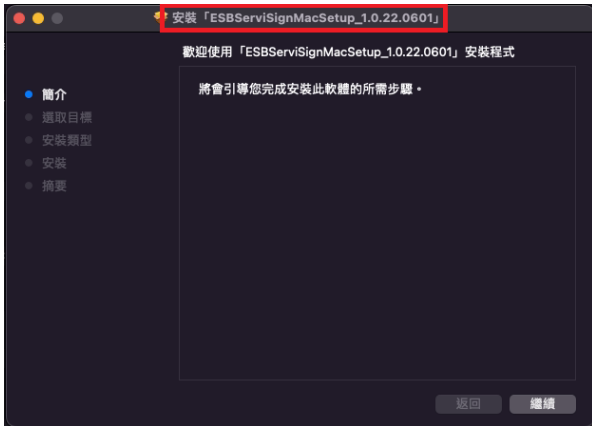 安裝「ESBServiSignMacSetup_1.0.22.0601」
歡迎使用「ESBServiSignMacSetup_1.0.22.0601」安裝程式
將會引導您完成安裝此軟體的所需步驟。
簡介
選取目標
安裝類型
安裝
摘要
返回
繼續